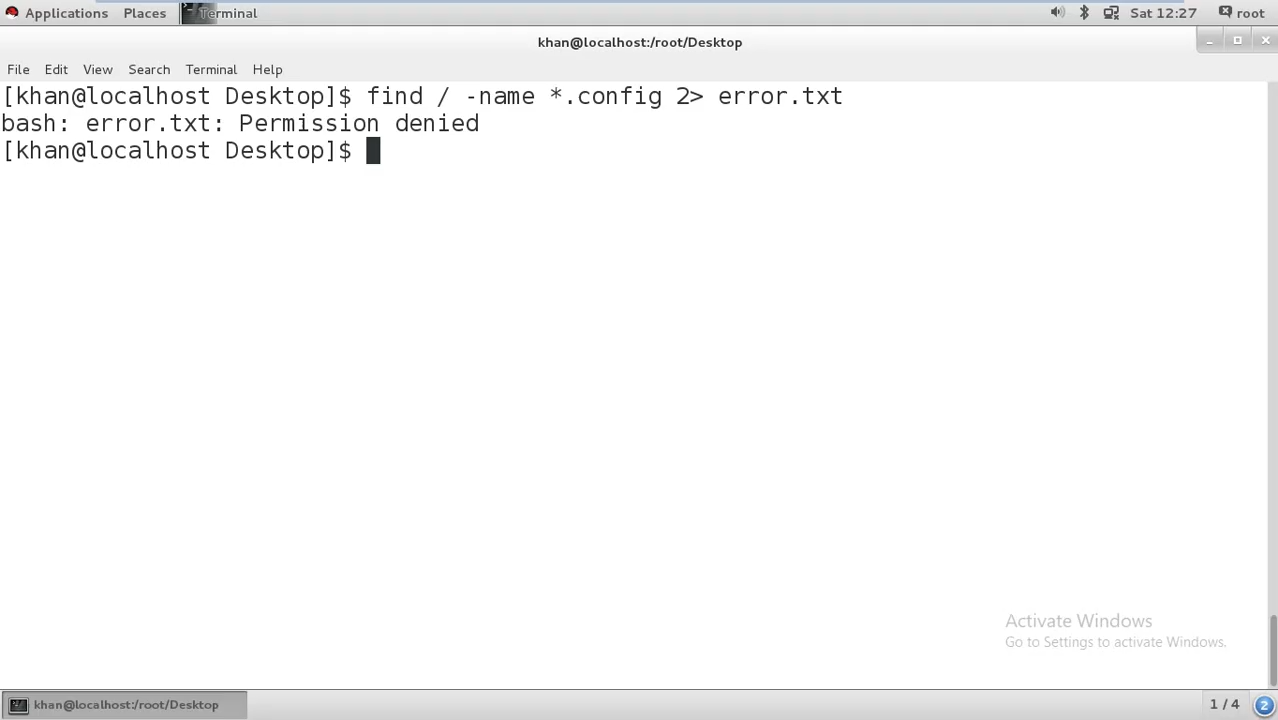 Applications Places Terminal Sat 12:27 root
khan@localhost:/root/Desktop
File Edit View Search Terminal Help
[khan@localhost Desktop]$ find / -name *.config 2> error.txt
bash: error.txt: Permission denied
[khan@localhost Desktop]$
Activate Windows
Go to Settings to activate Windows.
khan@localhost:/root/Desktop 1 / 4 2